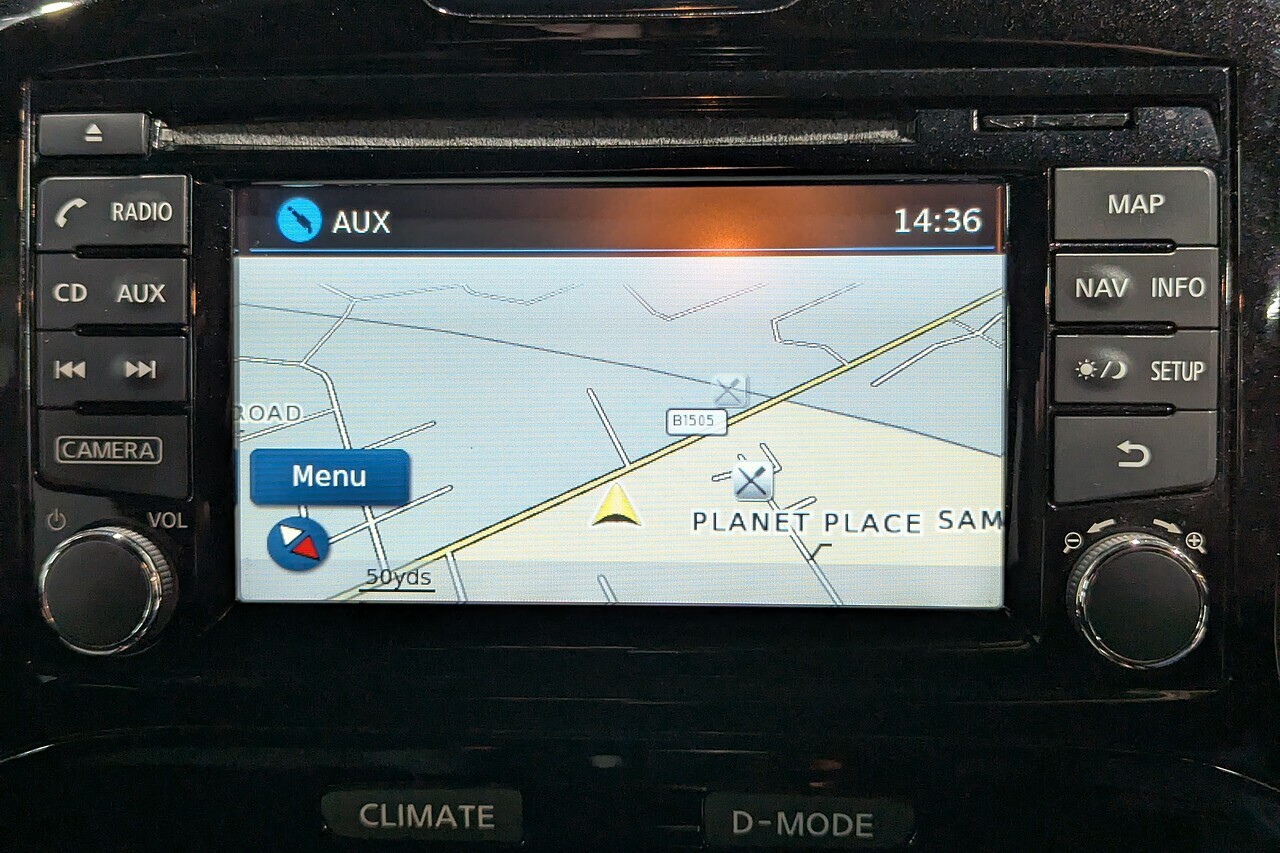 RADIO
CD AUX
CAMERA
VOL
AUX 14:36
ROAD
B1505
Menu
PLANET PLACE SAM
50yds
MAP
NAV INFO
SETUP
CLIMATE
D-MODE